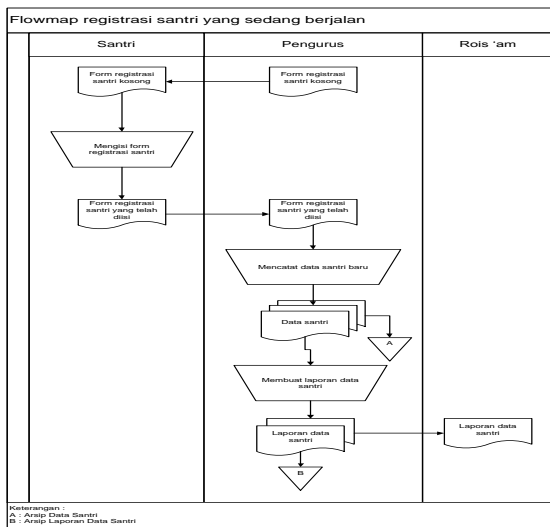 Flowmap registrasi santri yang sedang berjalan
Santri
Pengurus
Rois 'am
Form registrasi
santri kosong
Form registrasi
santri kosong
Mengisi form
registrasi santri
Form registrasi
santri yang telah
diisi
Form registrasi
santri yang telah
diisi
Mencatat data santri baru
Data santri
A
Membuat laporan data
santri
Laporan data
santri
Laporan data
santri
B
Keterangan :
A : Arsip Data Santri
B : Arsip Laporan Data Santri